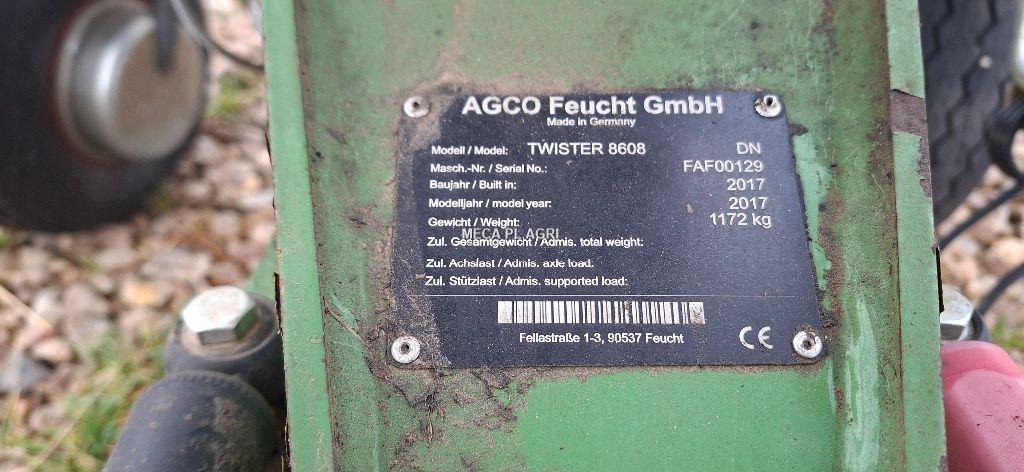 AGCO Feucht GmbH
Made in Germany
Modell / Model: TWISTER 8608 DN
Masch.-Nr. / Serial No.: FAF00129
Baujahr / Built in: 2017
Modelljahr / model year: 2017
Gewicht / Weight: 1172 kg
MECA PL AGRI
Zul. Gesamtgewicht / Admis. total weight:
Zul. Achslast / Admis. axle load:
Zul. Stützlast / Admis. supported load:
Fellastraße 1-3, 90537 Feucht
CE